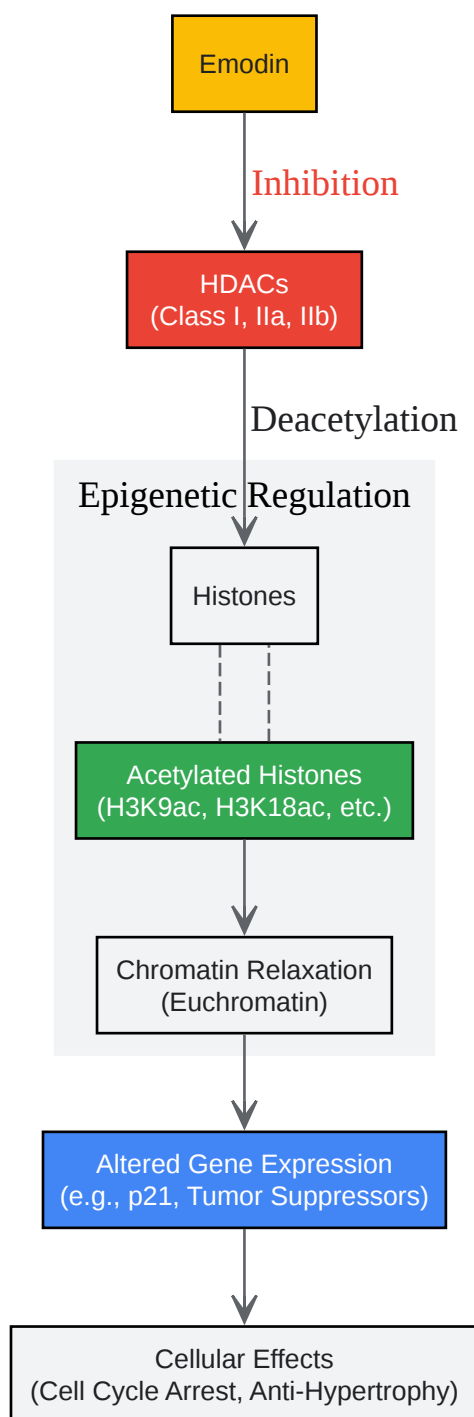 Emodin
Inhibition
HDACs
(Class I, IIa, IIb)
Deacetylation
Epigenetic Regulation
Histones
Acetylated Histones
(H3K9ac, H3K18ac, etc.)
Chromatin Relaxation
(Euchromatin)
Altered Gene Expression
(e.g., p21, Tumor Suppressors)
Cellular Effects
(Cell Cycle Arrest, Anti-Hypertrophy)